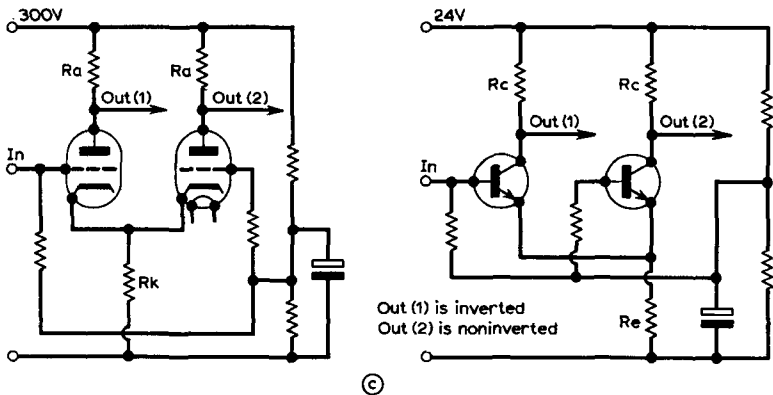 300V
Ra
Ra
Out (1)
Out (2)
In
Rk
24V
Rc
Rc
Out (1)
Out (2)
In
Out (1) is inverted
Out (2) is noninverted
Re
c